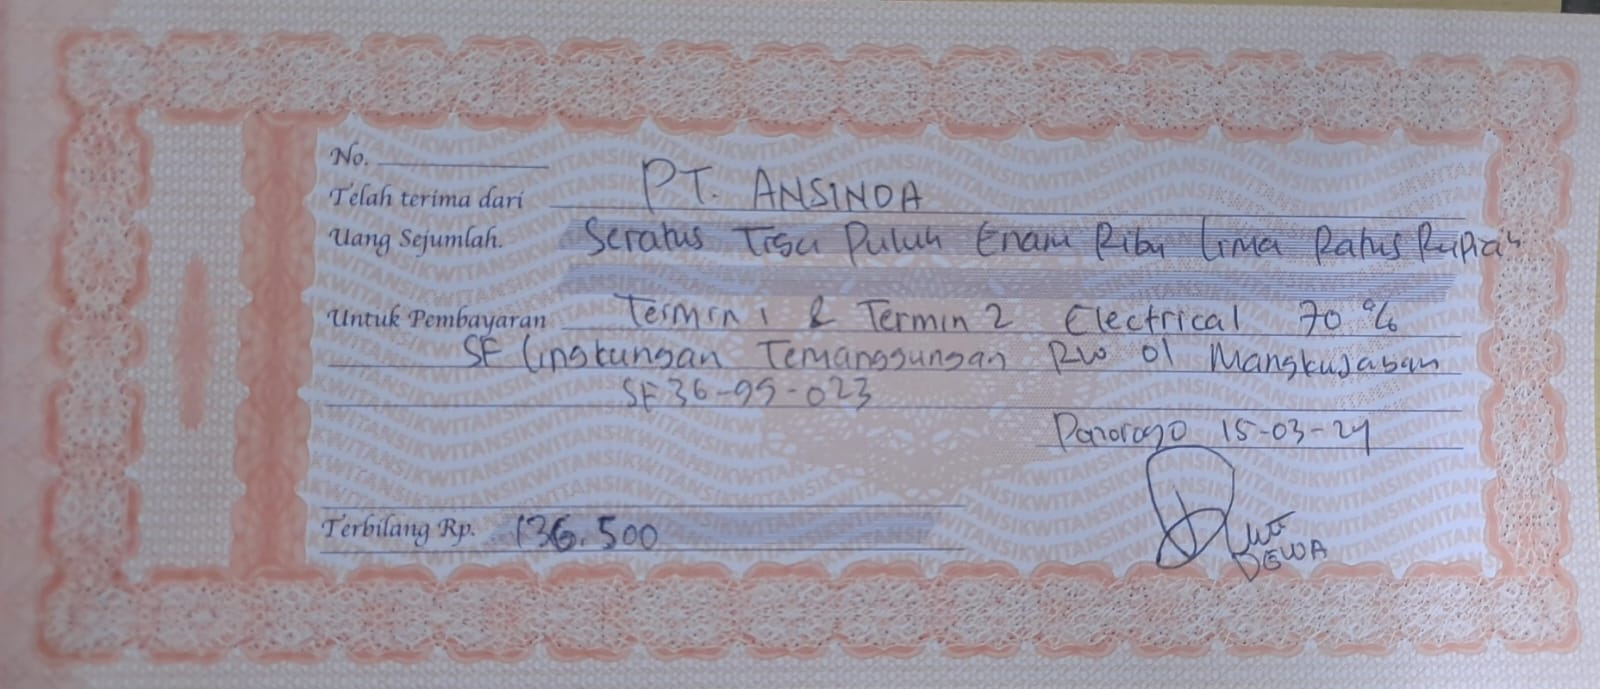 No.
Telah terima dari PT. ANSINDA
Uang Sejumlah. Seratus Tiga Puluh Enam Ribu Lima Ratus Rupiah
Untuk Pembayaran Termin 1 & Termin 2 Electrical 70 %
SF Lingkungan Temanggungan RW 01 Mangkujayan
SF36-99-023
Ponorogo 15-03-24
Terbilang Rp. 136.500
DEWA